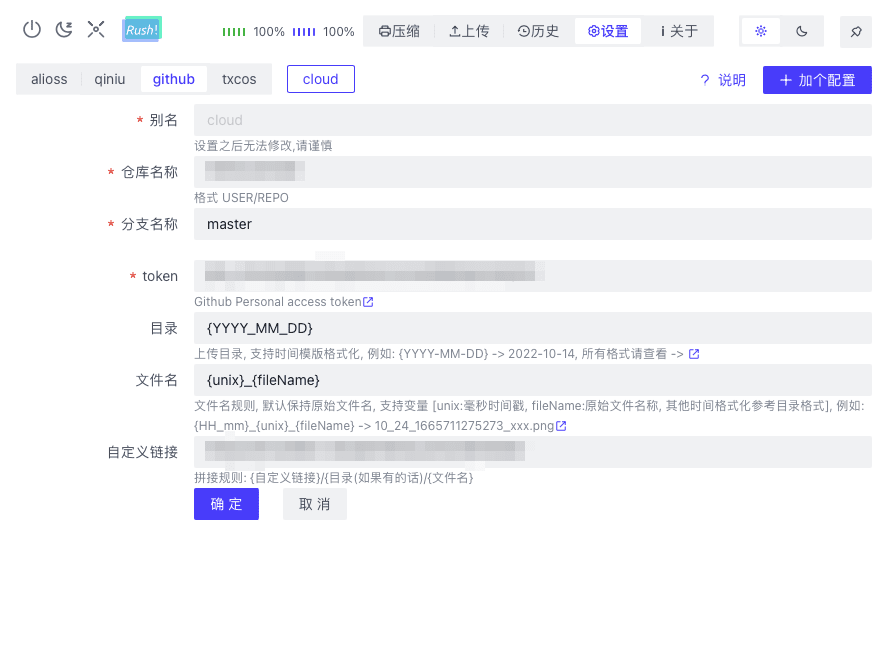 Rush! 100% 100% 压缩 上传 历史 设置 关于
alioss qiniu github txcos cloud ? 说明 + 加个配置
* 别名 cloud
设置之后无法修改,请谨慎
* 仓库名称
格式 USER/REPO
* 分支名称 master
* token
Github Personal access token
目录 {YYYY_MM_DD}
上传目录, 支持时间模版格式化, 例如: {YYYY-MM-DD} -> 2022-10-14, 所有格式请查看 ->
文件名 {unix}_{fileName}
文件名规则, 默认保持原始文件名, 支持变量 [unix:毫秒时间戳, fileName:原始文件名称, 其他时间格式化参考目录格式], 例如:
{HH_mm}_{unix}_{fileName} -> 10_24_1665711275273_xxx.png
自定义链接
拼接规则: {自定义链接}/{目录(如果有的话)/{文件名}
确 定 取 消